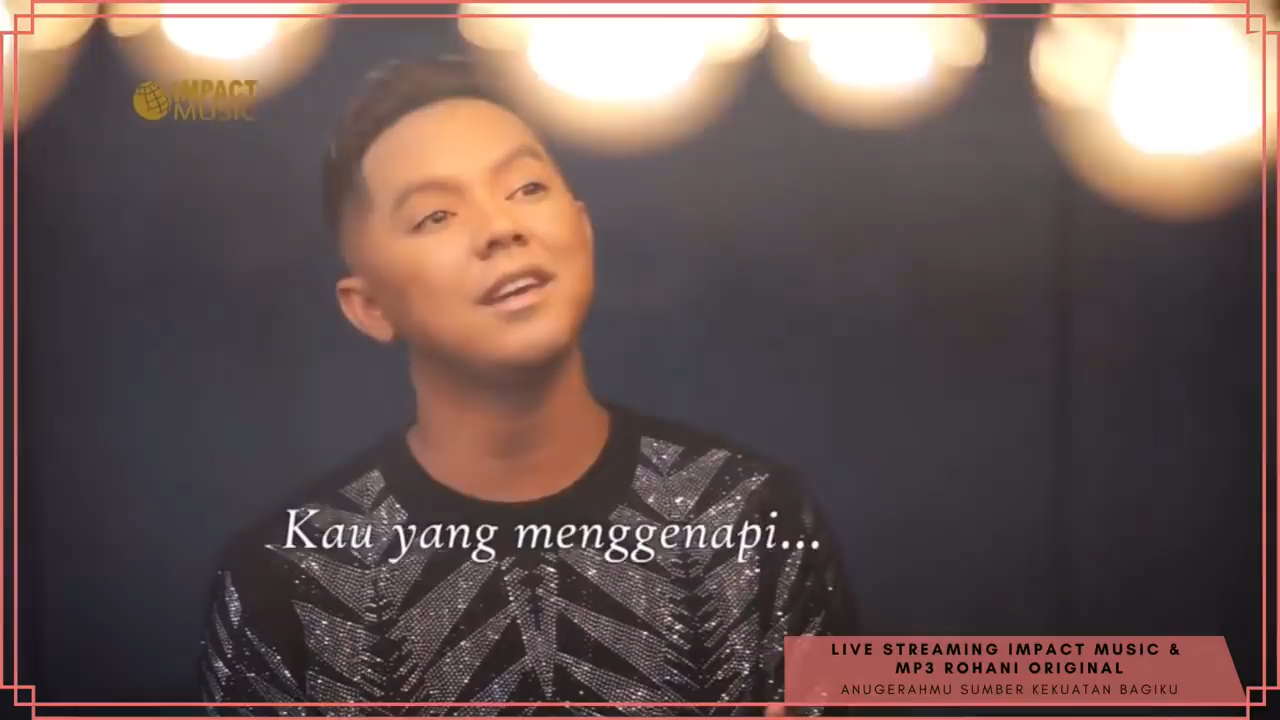 IMPACT
MUSIC
Kau yang menggenapi...
LIVE STREAMING IMPACT MUSIC &
MP3 ROHANI ORIGINAL
ANUGERAHMU SUMBER KEKUATAN BAGIKU